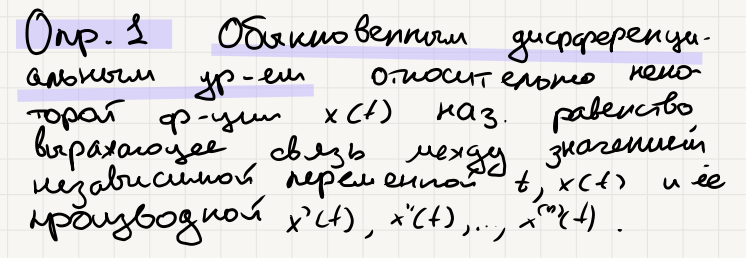 Опр. 1 Обыкновенным дифференци-
альным ур-ем относительно неко-
торой ф-ции x(t) наз. равенство
выражающее связь между значением
независимой переменной t, x(t) и ее
производной x'(t), x''(t),..., x⁽ⁿ⁾(t).